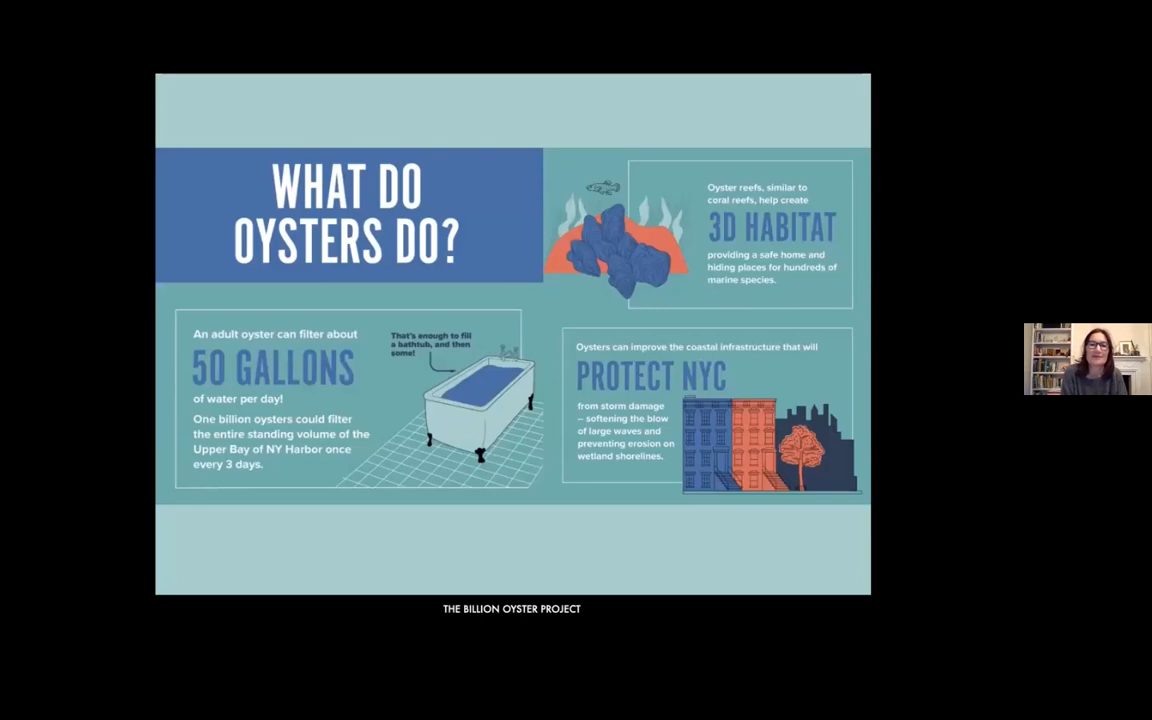 WHAT DO
OYSTERS DO?
Oyster reefs, similar to
coral reefs, help create
3D HABITAT
providing a safe home and
hiding places for hundreds of
marine species.
An adult oyster can filter about
50 GALLONS
of water per day!
One billion oysters could filter
the entire standing volume of the
Upper Bay of NY Harbor once
every 3 days.
That's enough to fill
a bathtub, and then
some!
Oysters can improve the coastal infrastructure that will
PROTECT NYC
from storm damage
– softening the blow
of large waves and
preventing erosion on
wetland shorelines.
THE BILLION OYSTER PROJECT